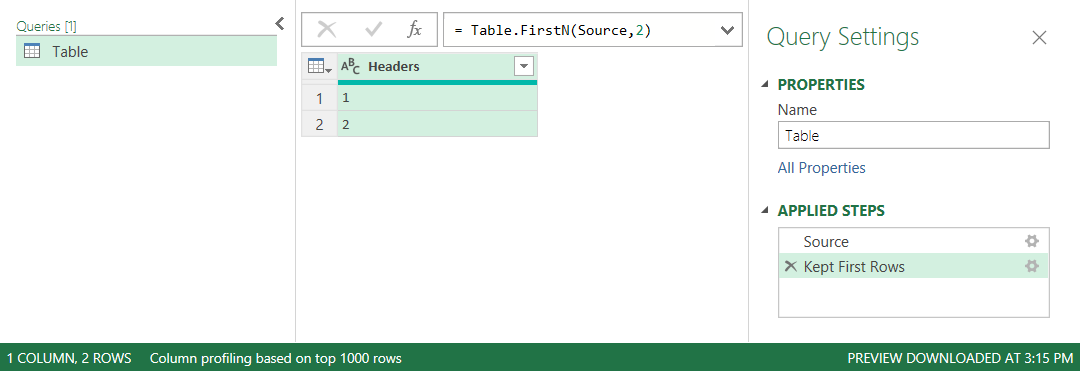 Queries [1]
Table
fx = Table.FirstN(Source,2)
ABC Headers
1 1
2 2
Query Settings
PROPERTIES
Name
Table
All Properties
APPLIED STEPS
Source
Kept First Rows
1 COLUMN, 2 ROWS Column profiling based on top 1000 rows PREVIEW DOWNLOADED AT 3:15 PM